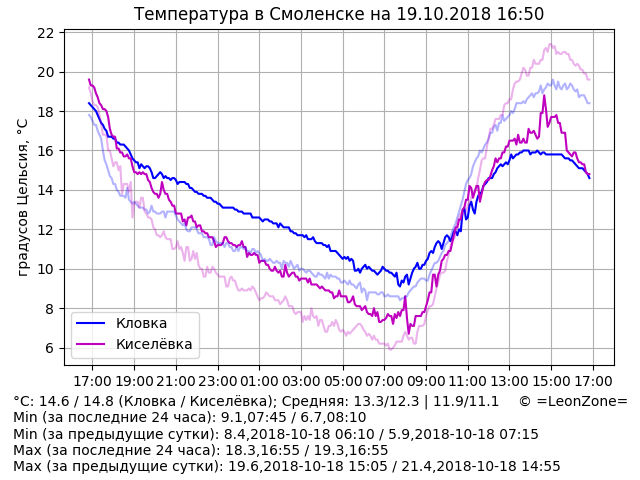 Температура в Смоленске на 19.10.2018 16:50
22
20
18
16
14
12
10
8
6
градусов Цельсия, °C
Кловка
Киселёвка
17:00 19:00 21:00 23:00 01:00 03:00 05:00 07:00 09:00 11:00 13:00 15:00 17:00
°C: 14.6 / 14.8 (Кловка / Киселёвка); Средняя: 13.3/12.3 | 11.9/11.1 © =LeonZone=
Min (за последние 24 часа): 9.1,07:45 / 6.7,08:10
Min (за предыдущие сутки): 8.4,2018-10-18 06:10 / 5.9,2018-10-18 07:15
Max (за последние 24 часа): 18.3,16:55 / 19.3,16:55
Max (за предыдущие сутки): 19.6,2018-10-18 15:05 / 21.4,2018-10-18 14:55